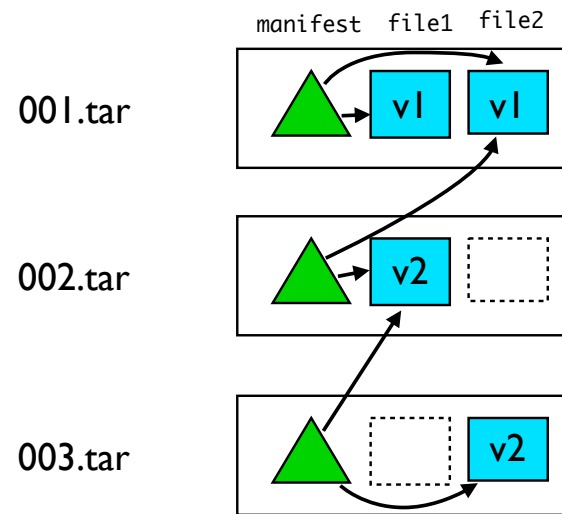 manifest file1 file2
001.tar
v1 v1
002.tar
v2
003.tar
v2